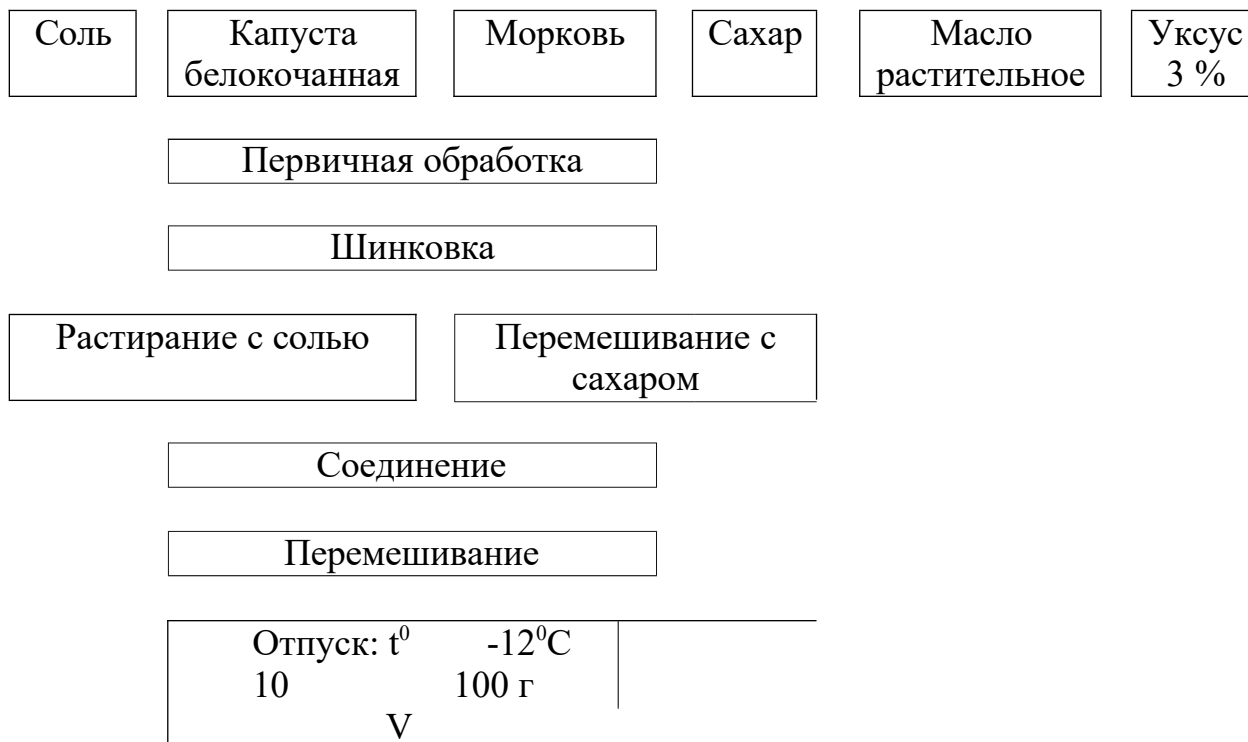 Соль Капуста Морковь Сахар Масло Уксус
белокочанная растительное 3 %
Первичная обработка
Шинковка
Растирание с солью Перемешивание с
сахаром
Соединение
Перемешивание
Отпуск: t⁰ -12⁰C
10 100 г
V